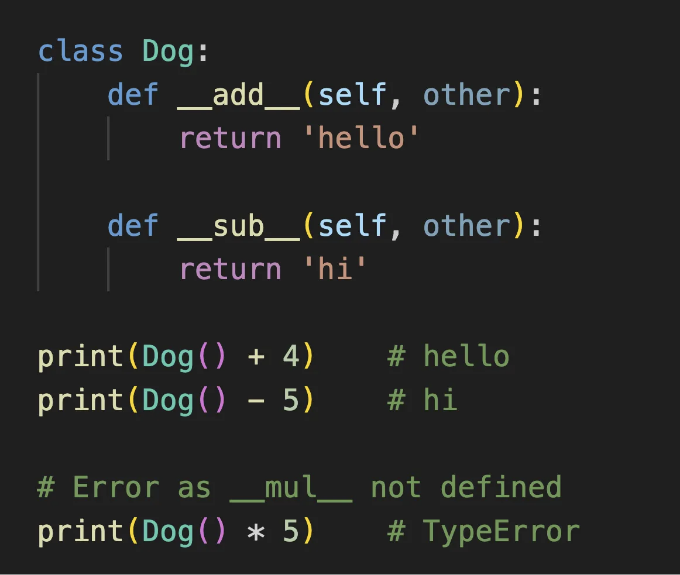 class Dog:
    def __add__(self, other):
        return 'hello'

    def __sub__(self, other):
        return 'hi'

print(Dog() + 4)    # hello
print(Dog() - 5)    # hi

# Error as __mul__ not defined
print(Dog() * 5)    # TypeError